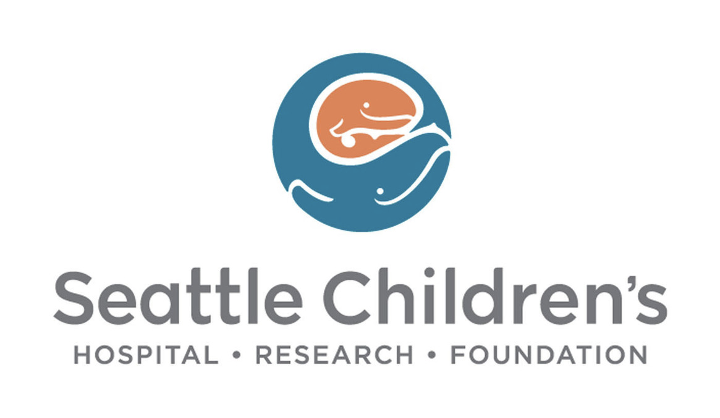 Seattle Children's
HOSPITAL • RESEARCH • FOUNDATION